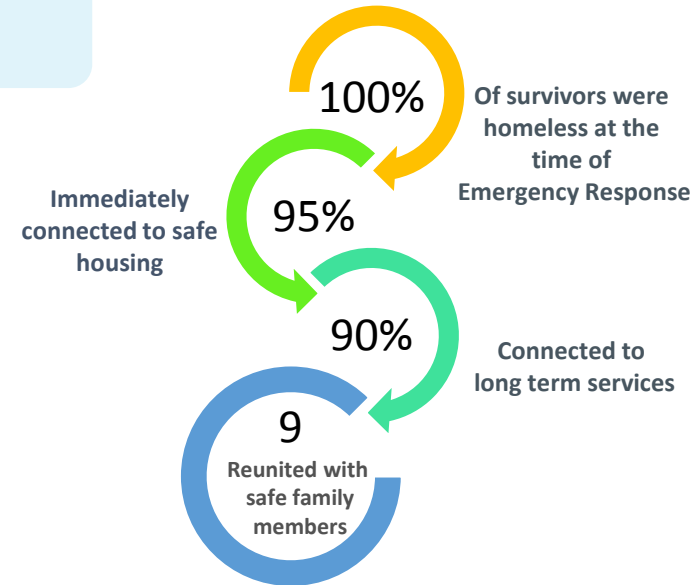 100%
Of survivors were
homeless at the
time of
Emergency Response
Immediately
connected to safe
housing
95%
90%
Connected to
long term services
9
Reunited with
safe family
members